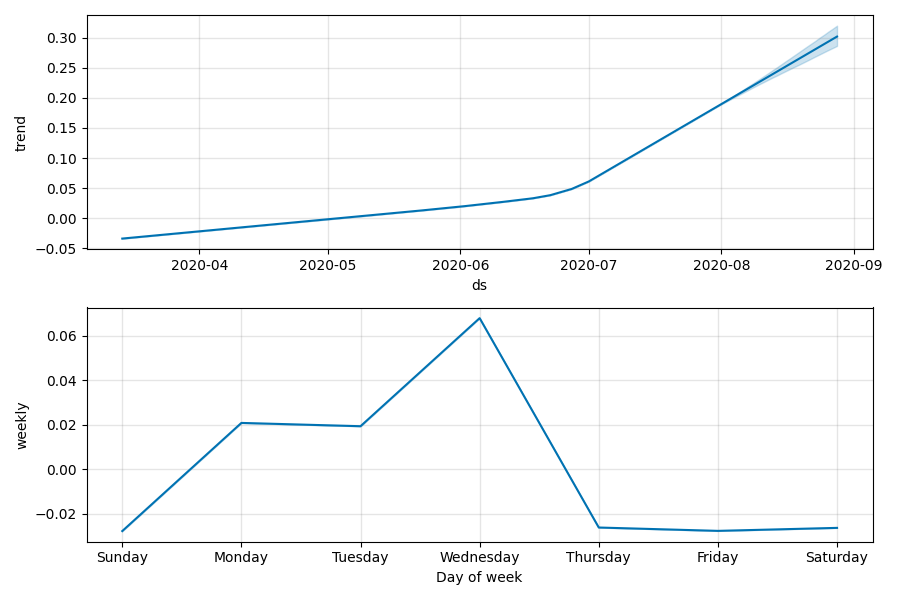 0.30
0.25
0.20
0.15
0.10
0.05
0.00
−0.05
trend
2020-04 2020-05 2020-06 2020-07 2020-08 2020-09
ds
0.06
0.04
0.02
0.00
−0.02
weekly
Sunday Monday Tuesday Wednesday Thursday Friday Saturday
Day of week